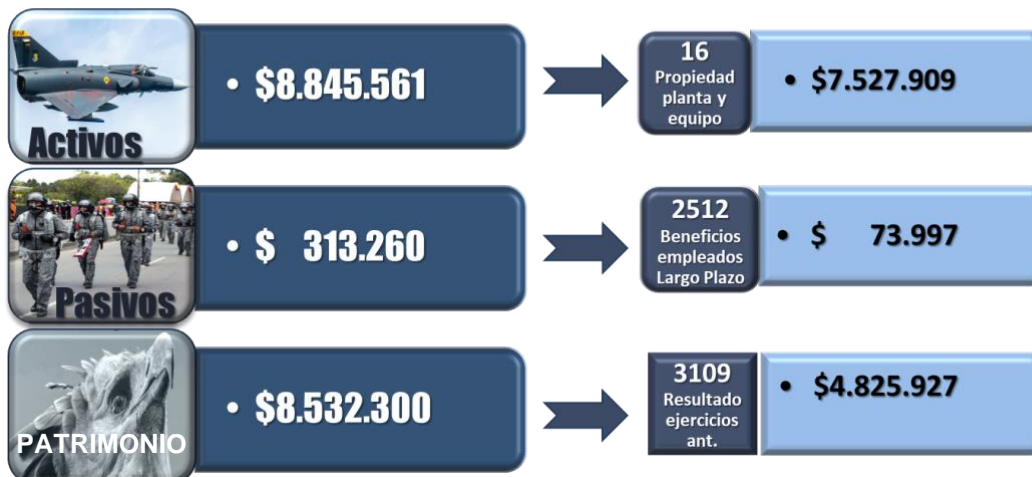 Activos
• $8.845.561
16
Propiedad
planta y
equipo
• $7.527.909
Pasivos
• $ 313.260
2512
Beneficios
empleados
Largo Plazo
• $ 73.997
PATRIMONIO
• $8.532.300
3109
Resultado
ejercicios
ant.
• $4.825.927